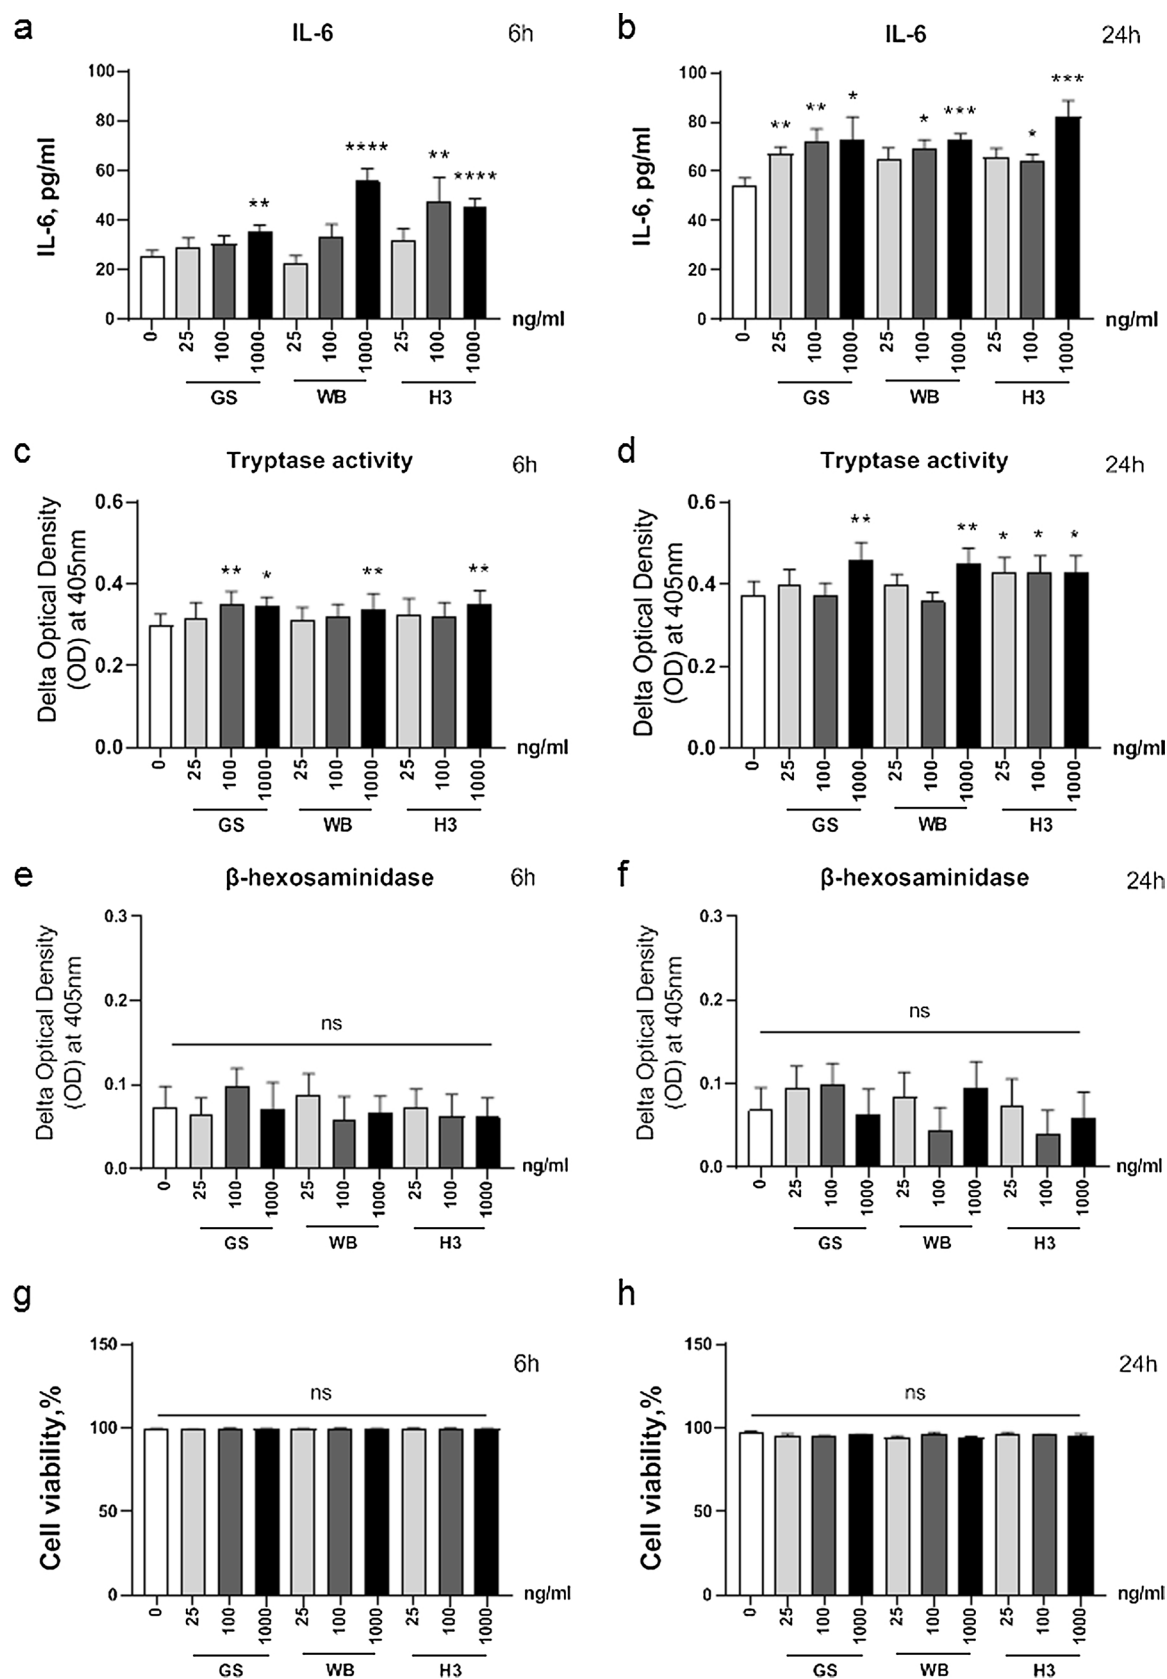 a
IL-6
6h
IL-6, pg/ml
100
80
60
40
20
0
**
****
**
****
ng/ml
0
25
100
1000
25
100
1000
25
100
1000
GS
WB
H3
b
IL-6
24h
IL-6, pg/ml
100
80
60
40
20
0
**
**
*
*
***
*
***
ng/ml
0
25
100
1000
25
100
1000
25
100
1000
GS
WB
H3
c
Tryptase activity
6h
Delta Optical Density
(OD) at 405nm
0.6
0.4
0.2
0.0
**
*
**
**
ng/ml
0
25
100
1000
25
100
1000
25
100
1000
GS
WB
H3
d
Tryptase activity
24h
Delta Optical Density
(OD) at 405nm
0.6
0.4
0.2
0.0
**
**
*
*
*
ng/ml
0
25
100
1000
25
100
1000
25
100
1000
GS
WB
H3
e
β-hexosaminidase
6h
Delta Optical Density
(OD) at 405nm
0.3
0.2
0.1
0.0
ns
ng/ml
0
25
100
1000
25
100
1000
25
100
1000
GS
WB
H3
f
β-hexosaminidase
24h
Delta Optical Density
(OD) at 405nm
0.3
0.2
0.1
0.0
ns
ng/ml
0
25
100
1000
25
100
1000
25
100
1000
GS
WB
H3
g
6h
Cell viability,%
150
100
50
0
ns
ng/ml
0
25
100
1000
25
100
1000
25
100
1000
GS
WB
H3
h
24h
Cell viability,%
150
100
50
0
ns
ng/ml
0
25
100
1000
25
100
1000
25
100
1000
GS
WB
H3